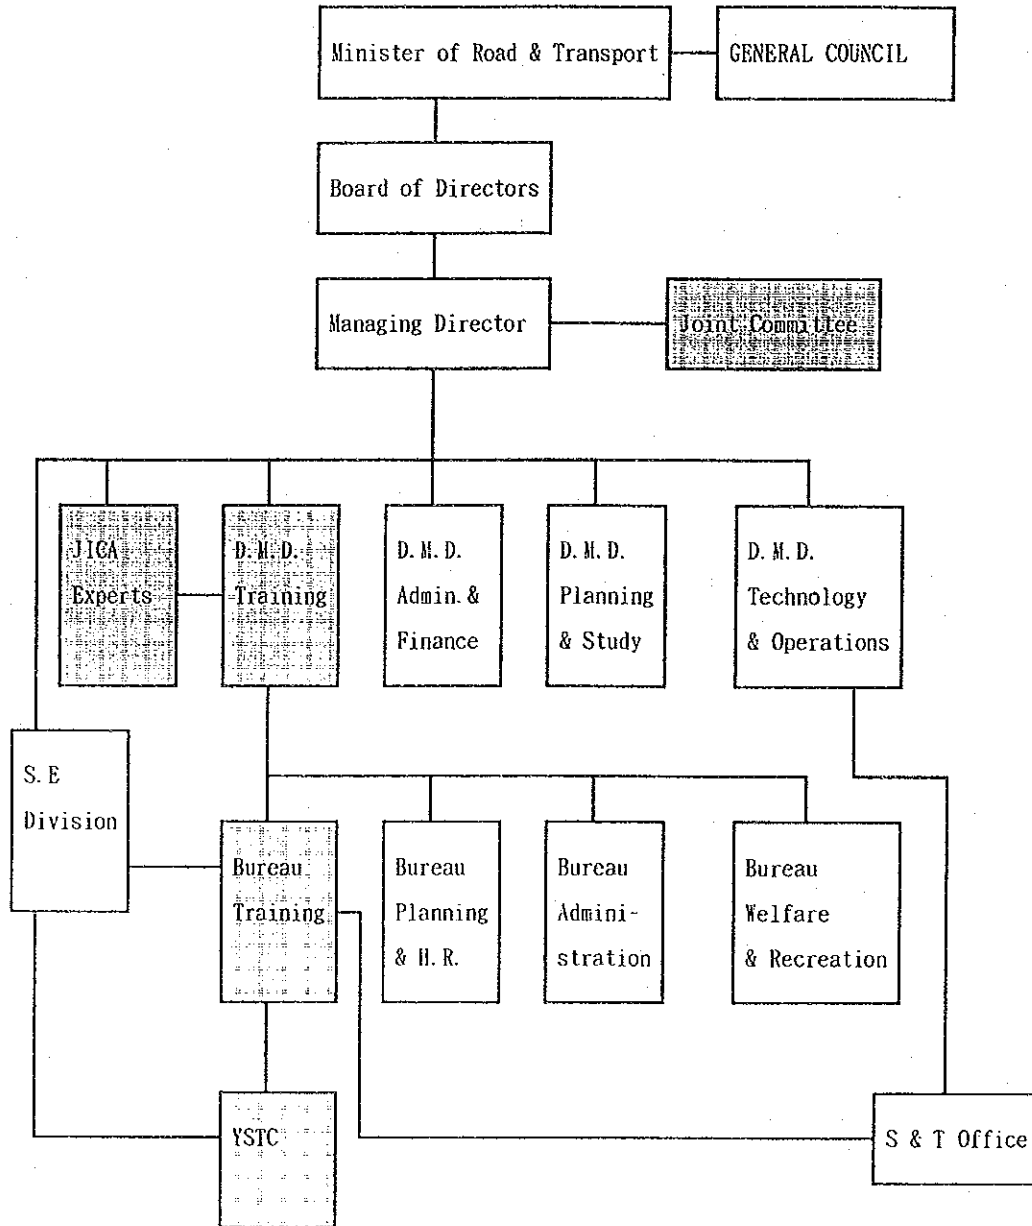 Minister of Road & Transport
GENERAL COUNCIL
Board of Directors
Managing Director
Joint Committee
JICA
Experts
D. M. D.
Training
D. M. D.
Admin. &
Finance
D. M. D.
Planning
& Study
D. M. D.
Technology
& Operations
S. E
Division
Bureau
Training
Bureau
Planning
& H. R.
Bureau
Admini-
stration
Bureau
Welfare
& Recreation
YSTC
S & T Office